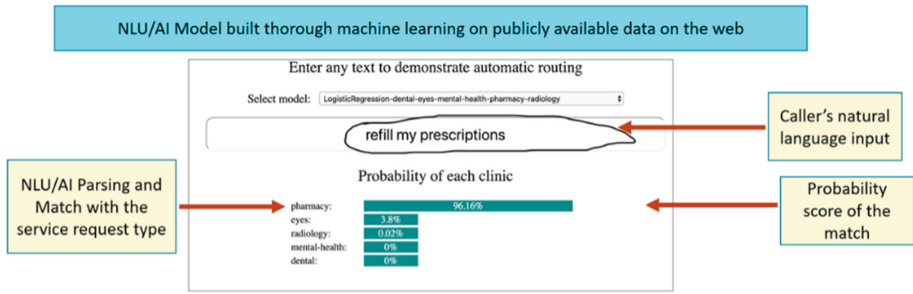 NLU/AI Model built thorough machine learning on publicly available data on the web
Enter any text to demonstrate automatic routing
Select model: LogisticRegression-dental-eyes-mental-health-pharmacy-radiology
refill my prescriptions
Caller's natural
language input
Probability of each clinic
NLU/AI Parsing and
Match with the
service request type
pharmacy: 96.16%
eyes: 3.8%
radiology: 0.02%
mental-health: 0%
dental: 0%
Probability
score of the
match